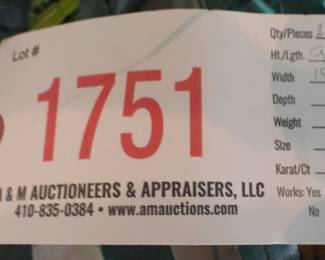 Lot #
1751
& M AUCTIONEERS & APPRAISERS, LLC
410-835-0384 • www.amauctions.com
Qty/Pieces
Ht./Lgth.
Width
Depth
Weight
Size
Karat/Ct
Works: Yes
No